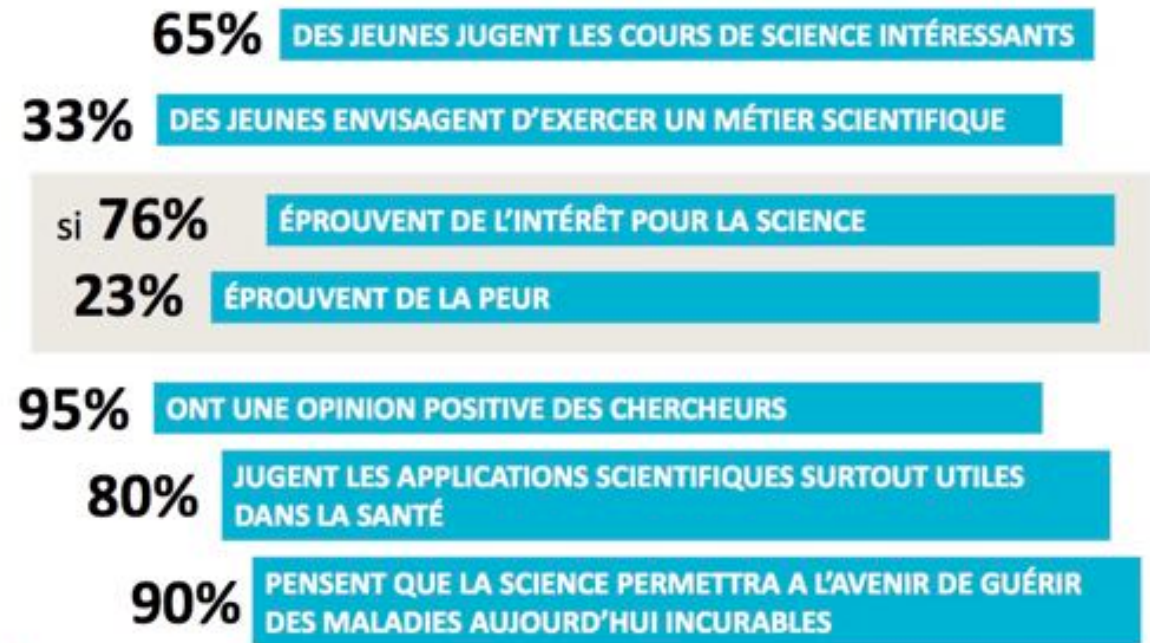 65% DES JEUNES JUGENT LES COURS DE SCIENCE INTÉRESSANTS
33% DES JEUNES ENVISAGENT D'EXERCER UN MÉTIER SCIENTIFIQUE
si 76% ÉPROUVENT DE L'INTÉRÊT POUR LA SCIENCE
23% ÉPROUVENT DE LA PEUR
95% ONT UNE OPINION POSITIVE DES CHERCHEURS
80% JUGENT LES APPLICATIONS SCIENTIFIQUES SURTOUT UTILES
DANS LA SANTÉ
90% PENSENT QUE LA SCIENCE PERMETTRA A L'AVENIR DE GUÉRIR
DES MALADIES AUJOURD'HUI INCURABLES